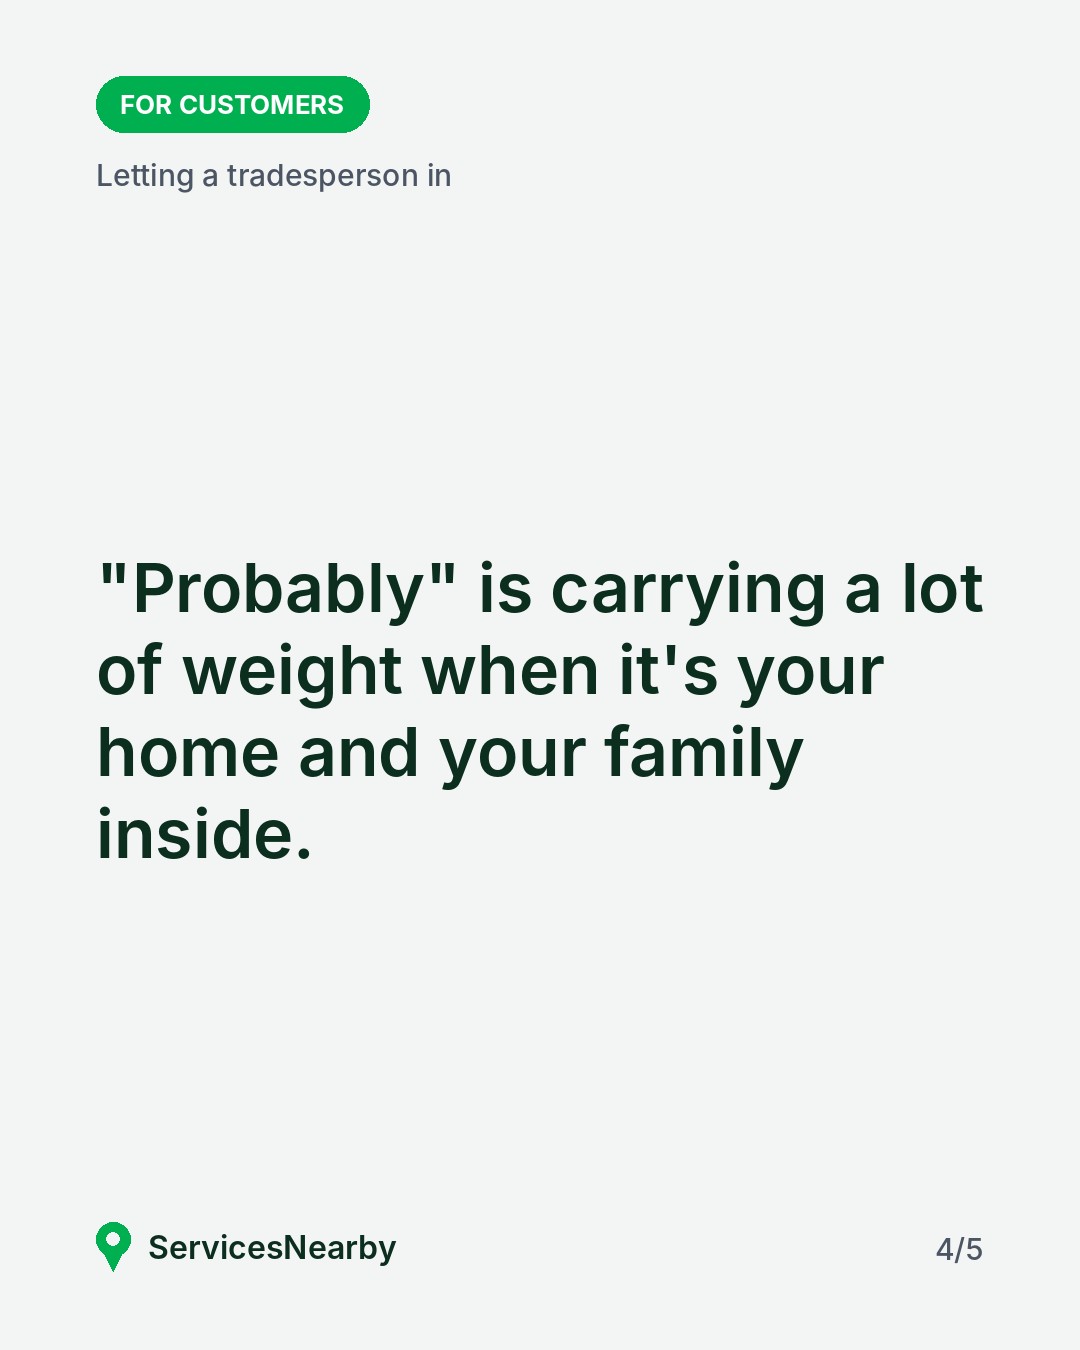 FOR CUSTOMERS
Letting a tradesperson in
"Probably" is carrying a lot
of weight when it's your
home and your family
inside.
ServicesNearby
4/5